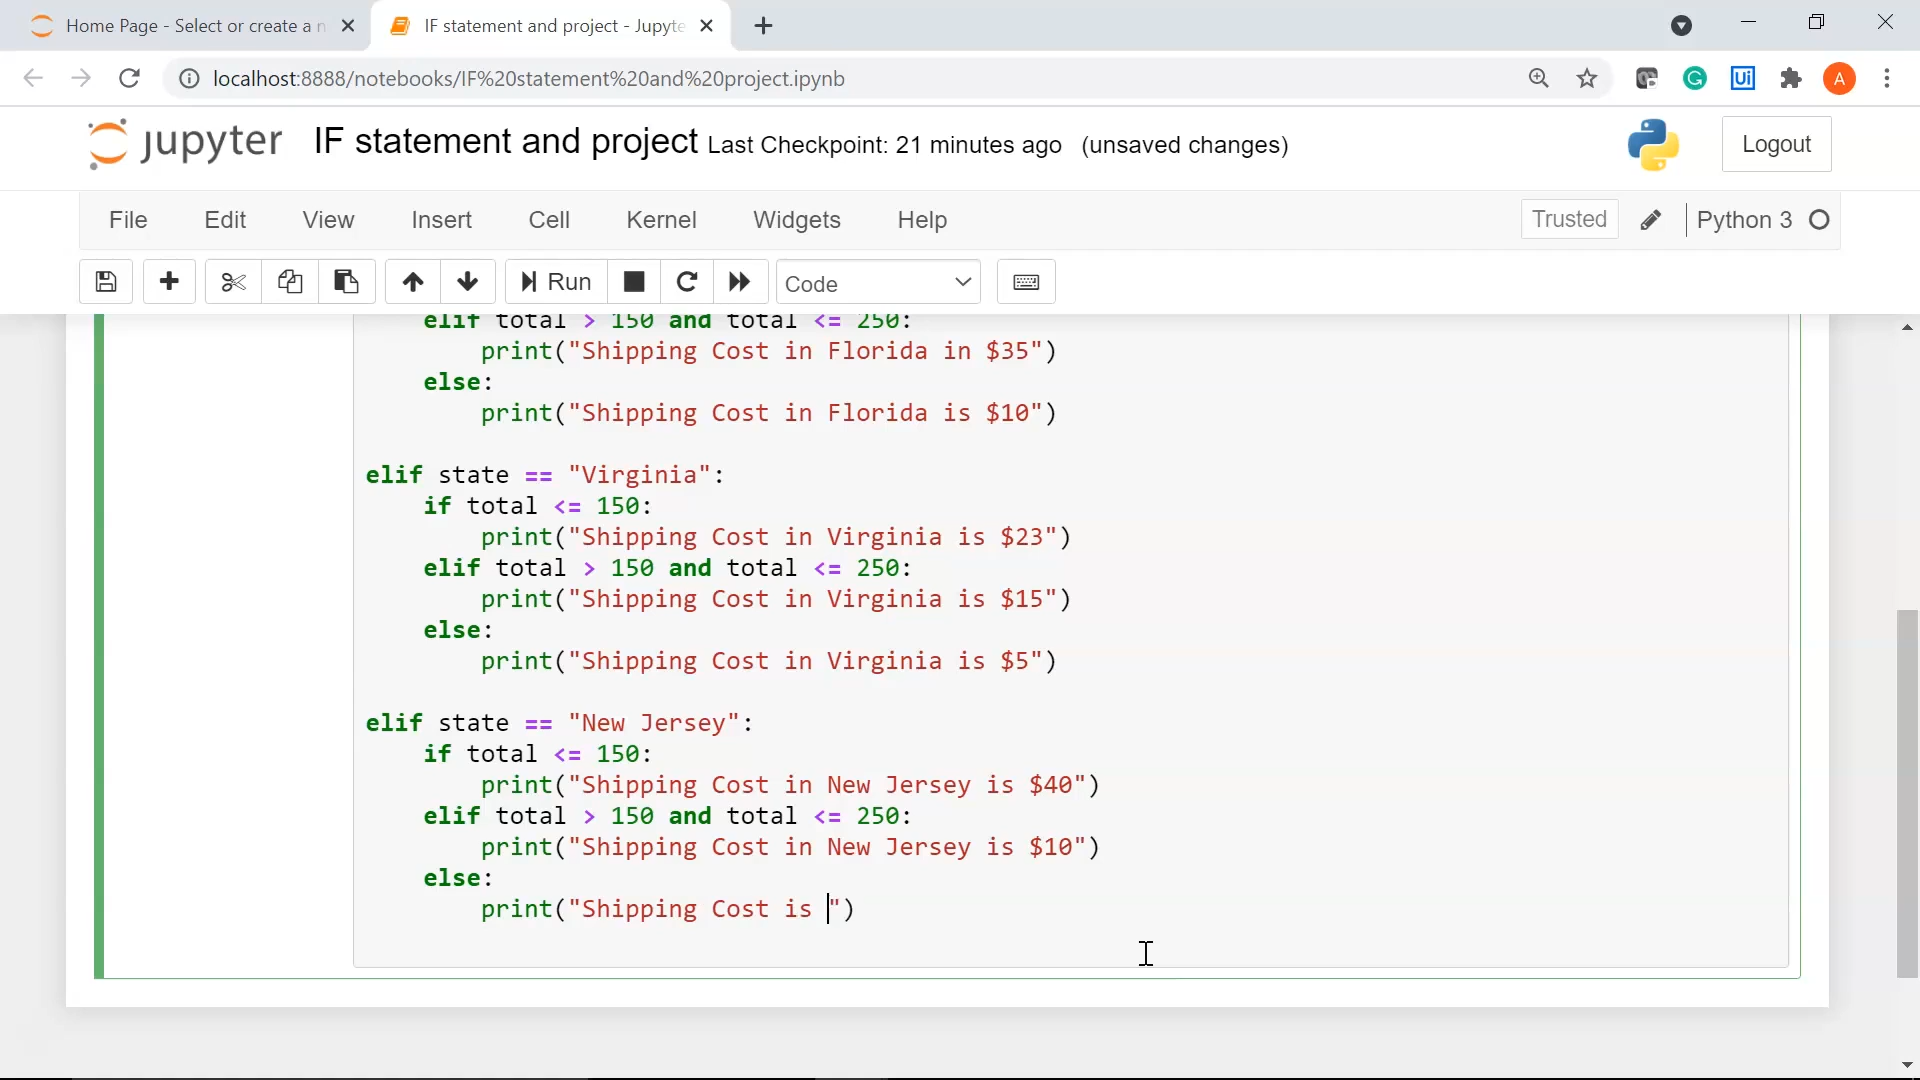 Home Page - Select or create a n
IF statement and project - Jupyte
localhost:8888/notebooks/IF%20statement%20and%20project.ipynb
A
Ui
jupyter IF statement and project Last Checkpoint: 21 minutes ago (unsaved changes)
Logout
File Edit View Insert Cell Kernel Widgets Help
Trusted Python 3
Run Code
    elif total > 150 and total <= 250:
        print("Shipping Cost in Florida in $35")
    else:
        print("Shipping Cost in Florida is $10")
elif state == "Virginia":
    if total <= 150:
        print("Shipping Cost in Virginia is $23")
    elif total > 150 and total <= 250:
        print("Shipping Cost in Virginia is $15")
    else:
        print("Shipping Cost in Virginia is $5")
elif state == "New Jersey":
    if total <= 150:
        print("Shipping Cost in New Jersey is $40")
    elif total > 150 and total <= 250:
        print("Shipping Cost in New Jersey is $10")
    else:
        print("Shipping Cost is ")